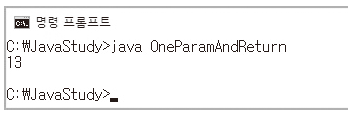 명령 프롬프트
C:₩JavaStudy>java OneParamAndReturn
13
C:₩JavaStudy>